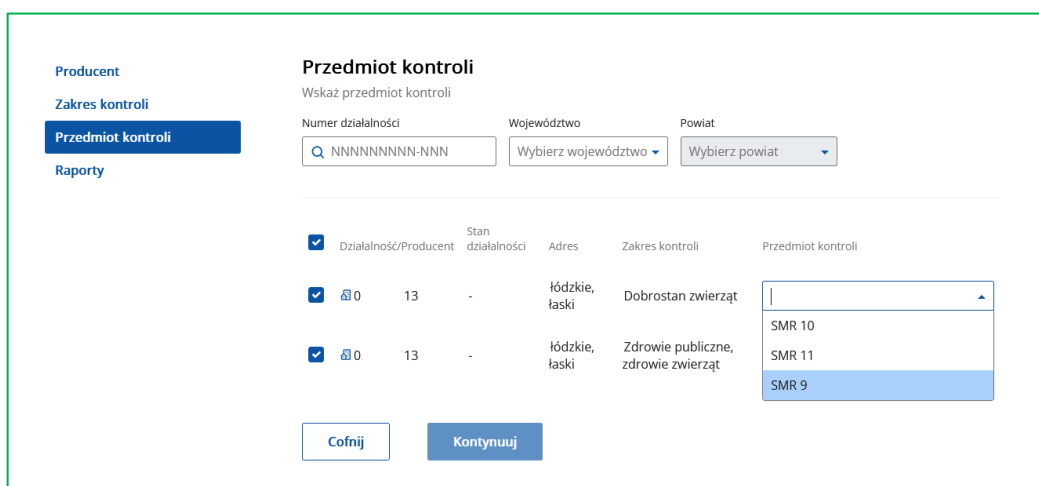 Producent
Zakres kontroli
Przedmiot kontroli
Raporty
Przedmiot kontroli
Wskaż przedmiot kontroli
Numer działalności Województwo Powiat
NNNNNNNNN-NNN Wybierz województwo Wybierz powiat
Działalność/Producent Stan działalności Adres Zakres kontroli Przedmiot kontroli
0 13 - łódzkie, łaski Dobrostan zwierząt
SMR 10
SMR 11
SMR 9
0 13 - łódzkie, łaski Zdrowie publiczne, zdrowie zwierząt
Cofnij Kontynuuj